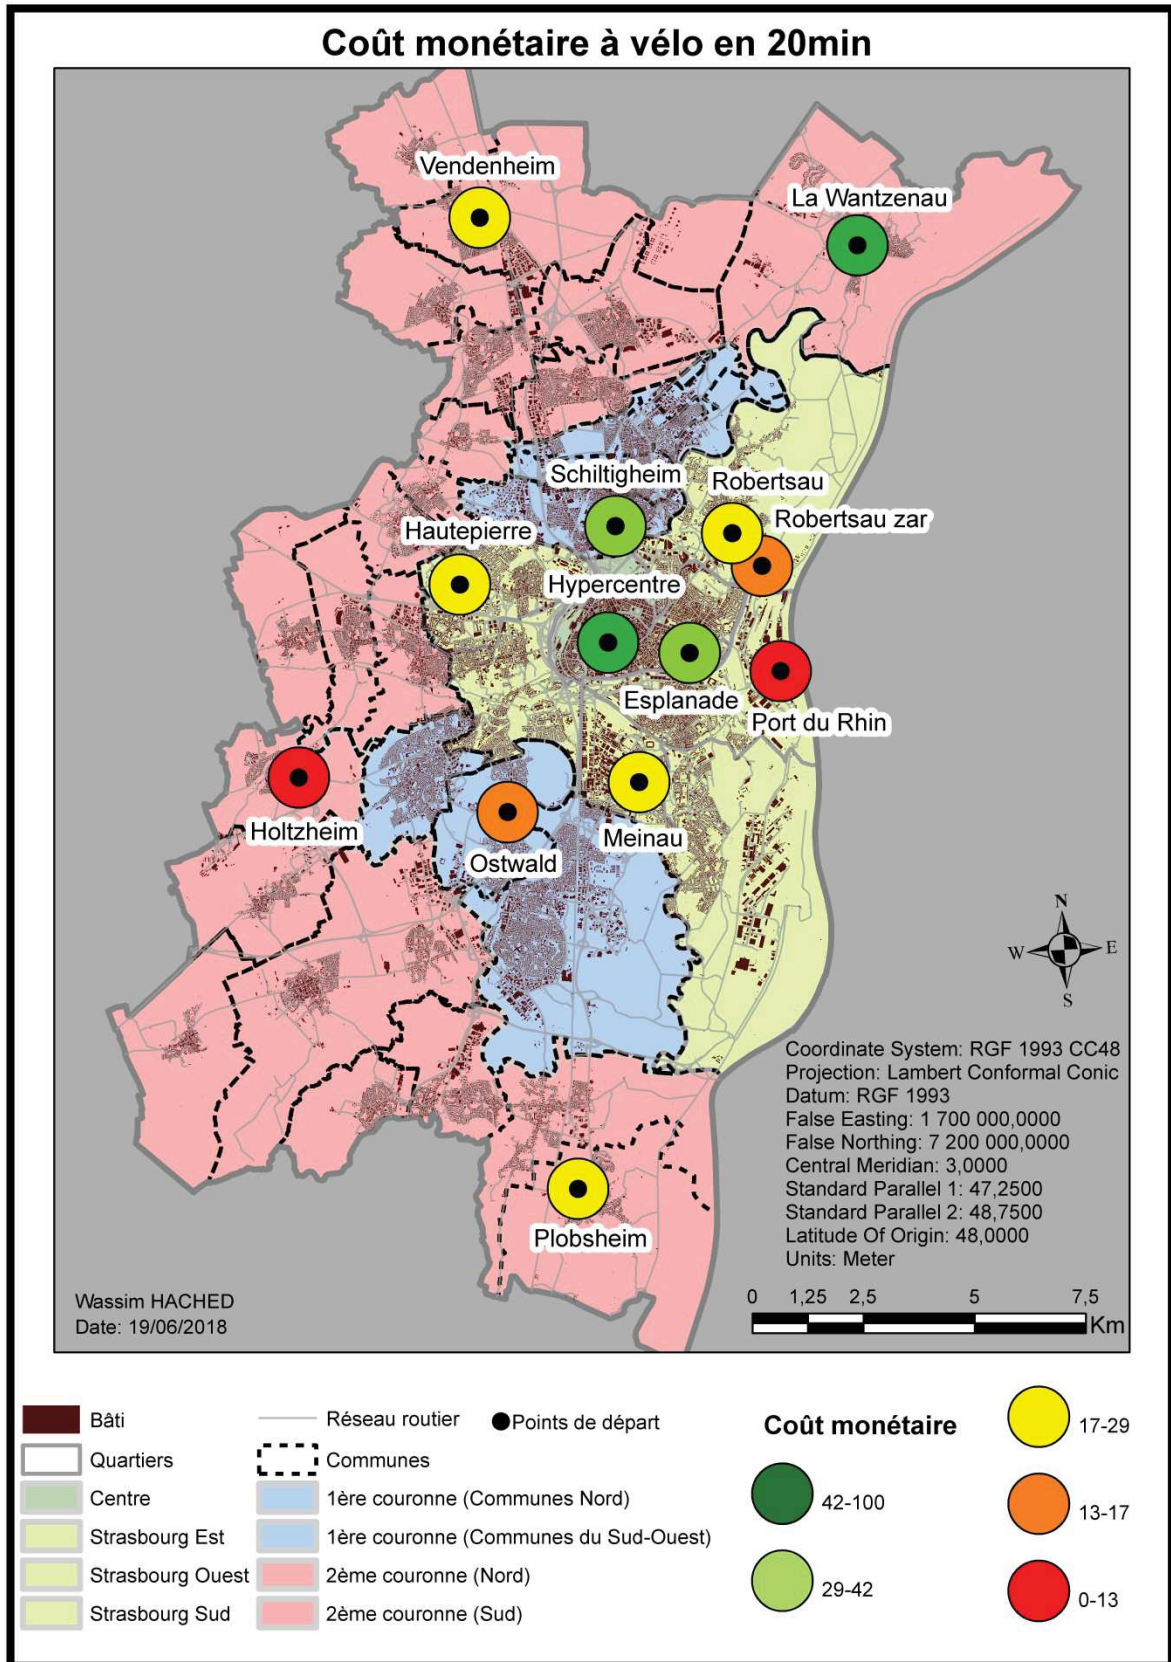 Coût monétaire à vélo en 20min
Vendenheim
La Wantzenau
Schiltigheim
Robertsau
Robertsau zar
Hautepierre
Hypercentre
Esplanade
Port du Rhin
Holtzheim
Ostwald
Meinau
Plobsheim
N
W
E
S
Coordinate System: RGF 1993 CC48
Projection: Lambert Conformal Conic
Datum: RGF 1993
False Easting: 1 700 000,0000
False Northing: 7 200 000,0000
Central Meridian: 3,0000
Standard Parallel 1: 47,2500
Standard Parallel 2: 48,7500
Latitude Of Origin: 48,0000
Units: Meter
0 1,25 2,5 5 7,5
Km
Wassim HACHED
Date: 19/06/2018
Bâti
Quartiers
Centre
Strasbourg Est
Strasbourg Ouest
Strasbourg Sud
Réseau routier
Points de départ
Communes
1ère couronne (Communes Nord)
1ère couronne (Communes du Sud-Ouest)
2ème couronne (Nord)
2ème couronne (Sud)
Coût monétaire
42-100
29-42
17-29
13-17
0-13